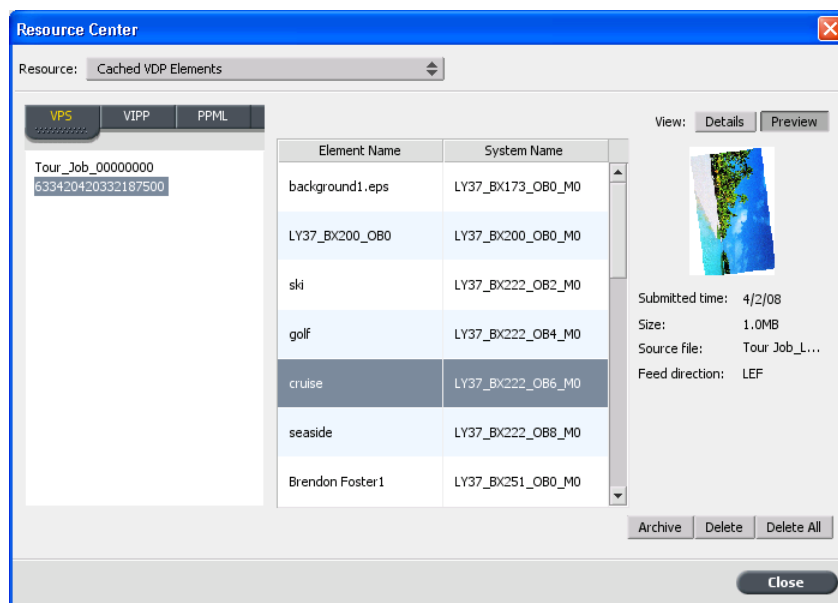 Resource Center
Resource: Cached VDP Elements
VPS VIPP PPML
Tour_Job_00000000
633420420332187500
Element Name System Name
background1.eps LY37_BX173_OB0_M0
LY37_BX200_OB0 LY37_BX200_OB0_M0
ski LY37_BX222_OB2_M0
golf LY37_BX222_OB4_M0
cruise LY37_BX222_OB6_M0
seaside LY37_BX222_OB8_M0
Brendon Foster1 LY37_BX251_OB0_M0
View: Details Preview
Submitted time: 4/2/08
Size: 1.0MB
Source file: Tour Job_L...
Feed direction: LEF
Archive Delete Delete All
Close